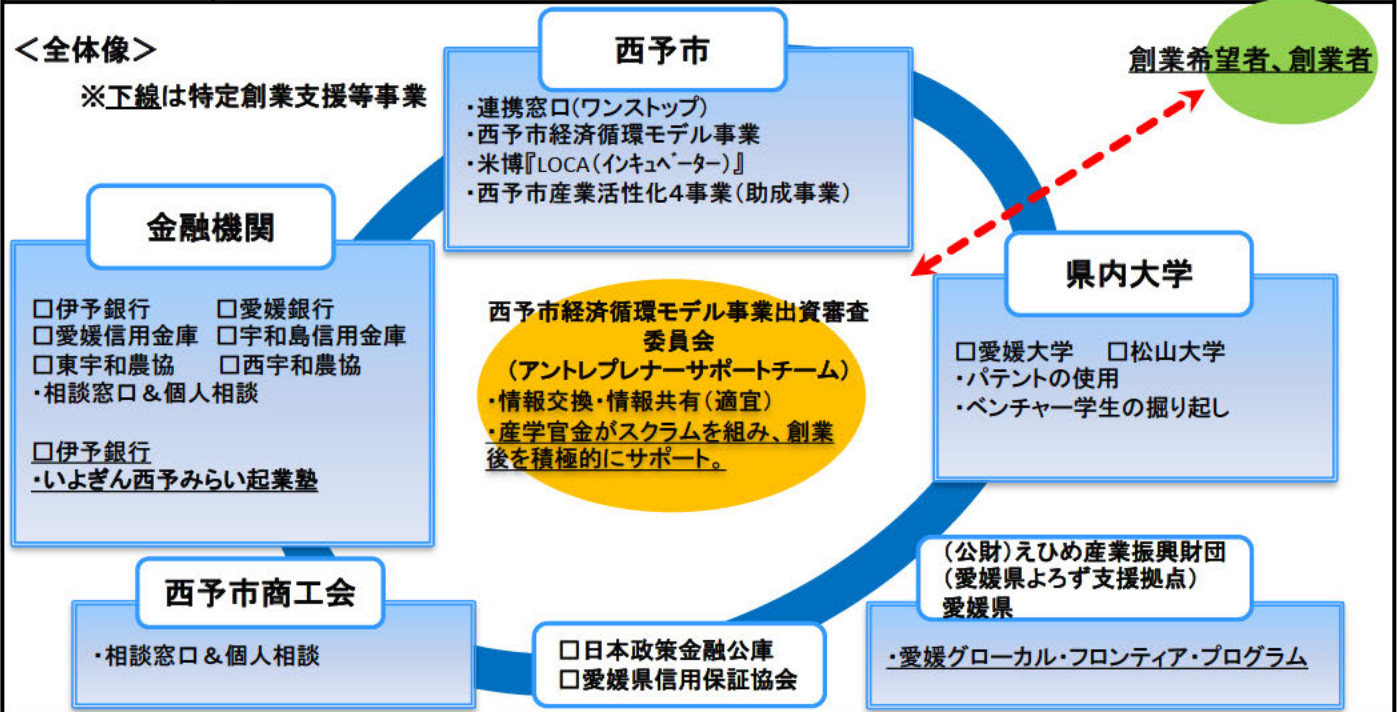 ＜全体像＞
※下線は特定創業支援等事業
西予市
・連携窓口(ワンストップ)
・西予市経済循環モデル事業
・米博『LOCA(インキュベーター)』
・西予市産業活性化4事業(助成事業)
創業希望者、創業者
金融機関
□伊予銀行　□愛媛銀行
□愛媛信用金庫　□宇和島信用金庫
□東宇和農協　□西宇和農協
・相談窓口＆個人相談
□伊予銀行
・いよぎん西予みらい起業塾
西予市経済循環モデル事業出資審査
委員会
(アントレプレナーサポートチーム)
・情報交換・情報共有(適宜)
・産学官金がスクラムを組み、創業
後を積極的にサポート。
県内大学
□愛媛大学　□松山大学
・パテントの使用
・ベンチャー学生の掘り起し
西予市商工会
・相談窓口＆個人相談
□日本政策金融公庫
□愛媛県信用保証協会
(公財)えひめ産業振興財団
(愛媛県よろず支援拠点)
愛媛県
・愛媛グローカル・フロンティア・プログラム